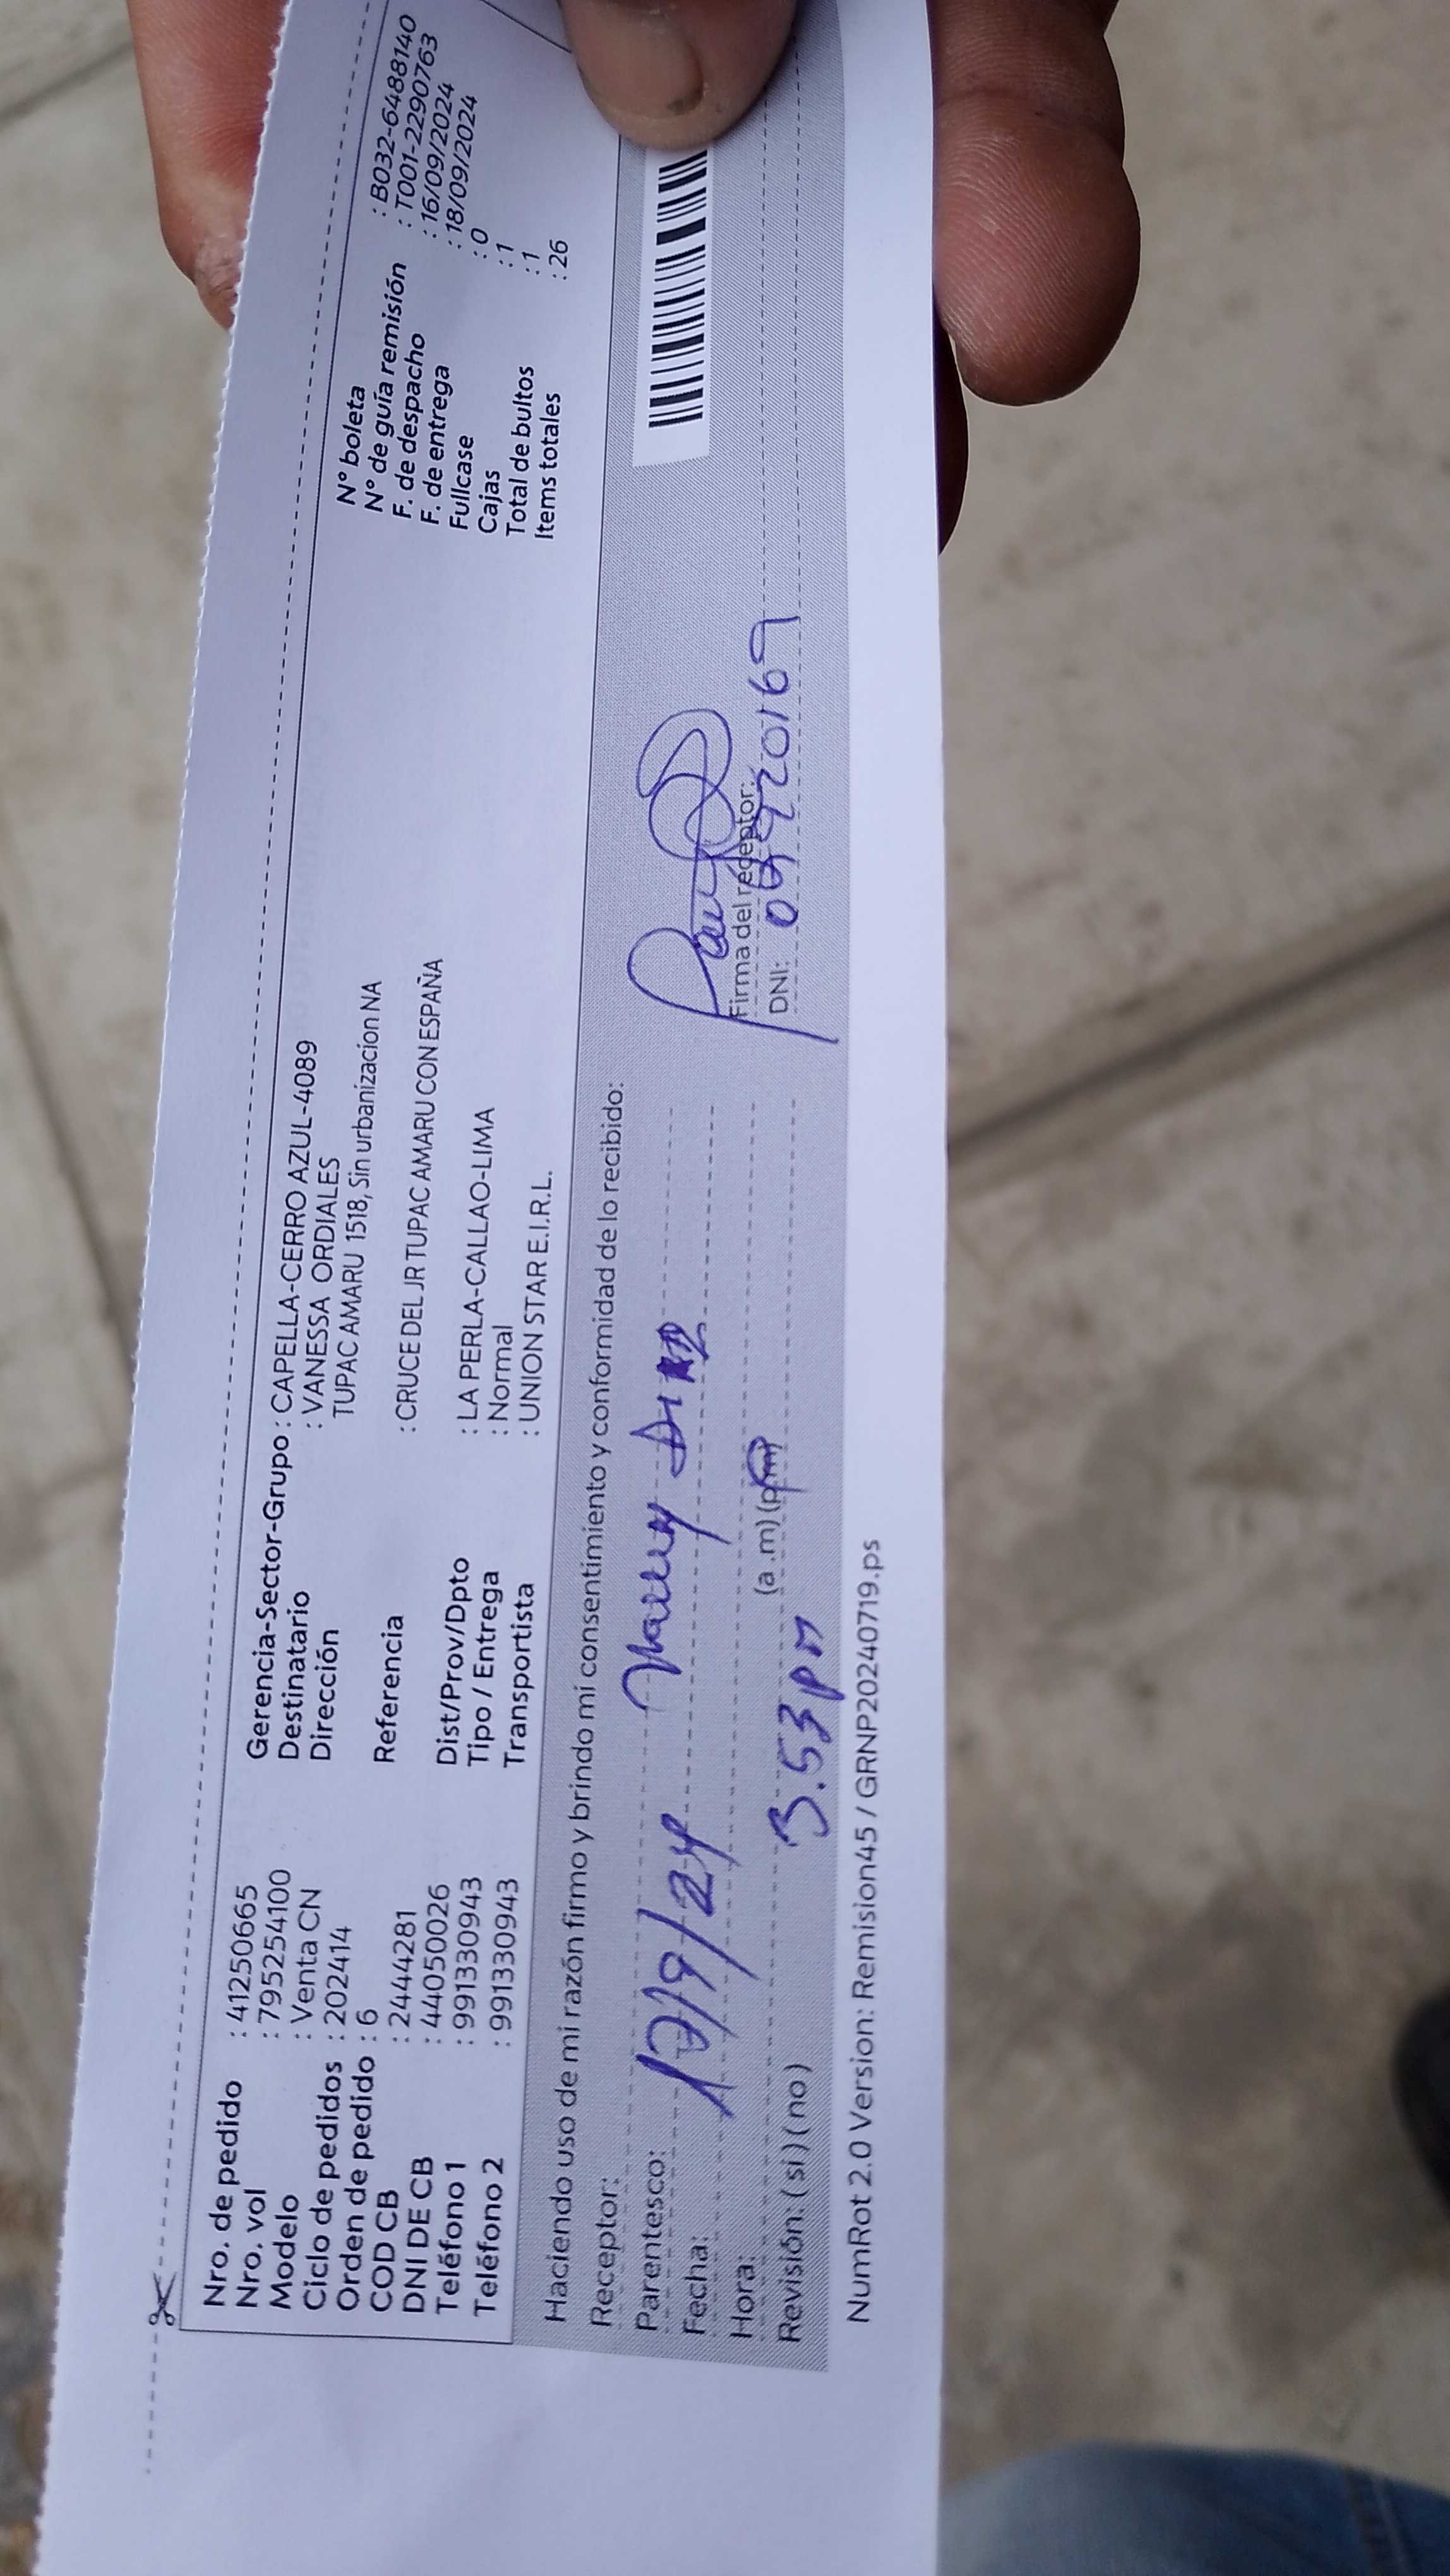 Nro. de pedido : 41250665
Nro. vol : 795254100
Modelo : Venta CN
Ciclo de pedidos : 202414
Orden de pedido : 6
COD CB : 2444281
DNI DE CB : 44050026
Teléfono 1 : 991330943
Teléfono 2 : 991330943
Gerencia-Sector-Grupo : CAPELLA-CERRO AZUL-4089
Destinatario : VANESSA ORDIALES
Dirección TUPAC AMARU 1518, Sin urbanizacion NA
Referencia : CRUCE DEL JR TUPAC AMARU CON ESPAÑA
Dist/Prov/Dpto : LA PERLA-CALLAO-LIMA
Tipo / Entrega : Normal
Transportista : UNION STAR E.I.R.L.
N° boleta : B032-6488140
N° de guía remisión : T001-2290763
F. de despacho : 16/09/2024
F. de entrega : 18/09/2024
Fullcase : 0
Cajas : 1
Total de bultos : 1
Items totales : 26
Haciendo uso de mi razón firmo y brindo mi consentimiento y conformidad de lo recibido:
Receptor:
Parentesco:
Fecha: 17/9/24
Hora: 3.53 pm (a .m) (p.m)
Revisión: ( si ) ( no )
Firma del receptor:
DNI:
NumRot 2.0 Version: Remision45 / GRNP20240719.ps